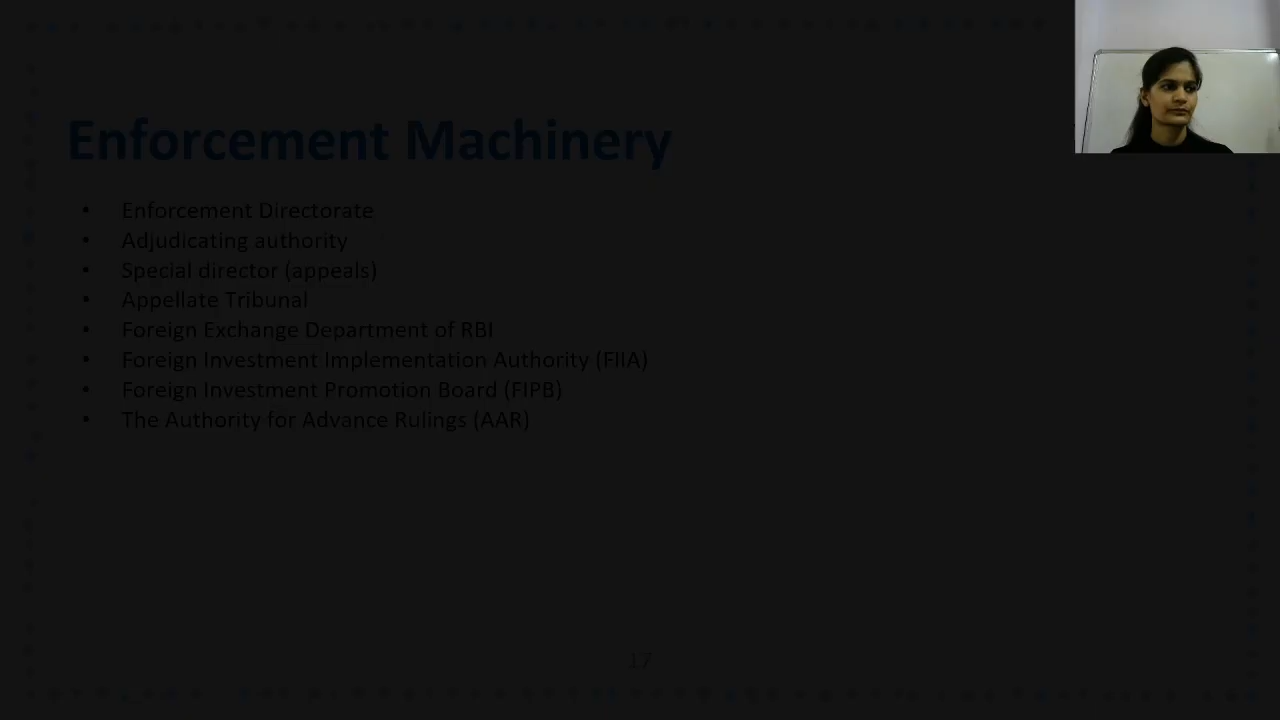 Enforcement Machinery
• Enforcement Directorate
• Adjudicating authority
• Special director (appeals)
• Appellate Tribunal
• Foreign Exchange Department of RBI
• Foreign Investment Implementation Authority (FIIA)
• Foreign Investment Promotion Board (FIPB)
• The Authority for Advance Rulings (AAR)
17